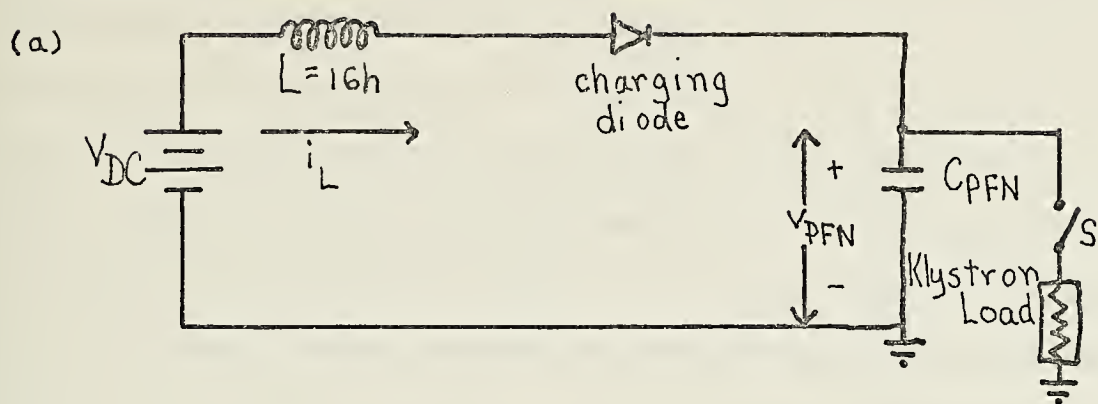 (a)
L=16h
charging
diode
V_DC
i_L
+
v_PFN
-
C_PFN
S
Klystron
Load